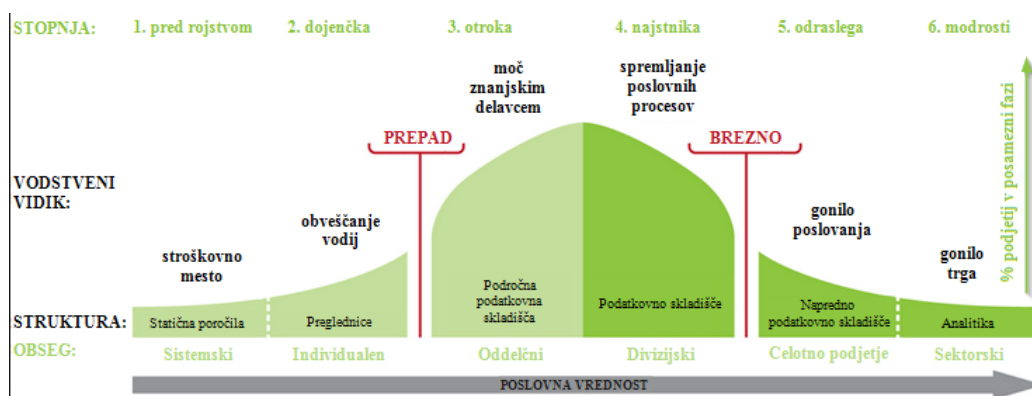 STOPNJA: 1. pred rojstvom 2. dojenčka 3. otroka 4. najstnika 5. odraslega 6. modrosti
moč
znanjskim
delavcem
spremljanje
poslovnih
procesov
PREPAD
BREZNO
% podjetij v posamezni fazi
VODSTVENI
VIDIK:
stroškovno
mesto
obveščanje
vodij
gonilo
poslovanja
gonilo
trga
STRUKTURA:
Statična poročila
Preglednice
Področna
podatkovna
skladišča
Podatkovno skladišče
Napredno
podatkovno skladišče
Analitika
OBSEG: Sistemski Individualen Oddelčni Divizijski Celotno podjetje Sektorski
POSLOVNA VREDNOST